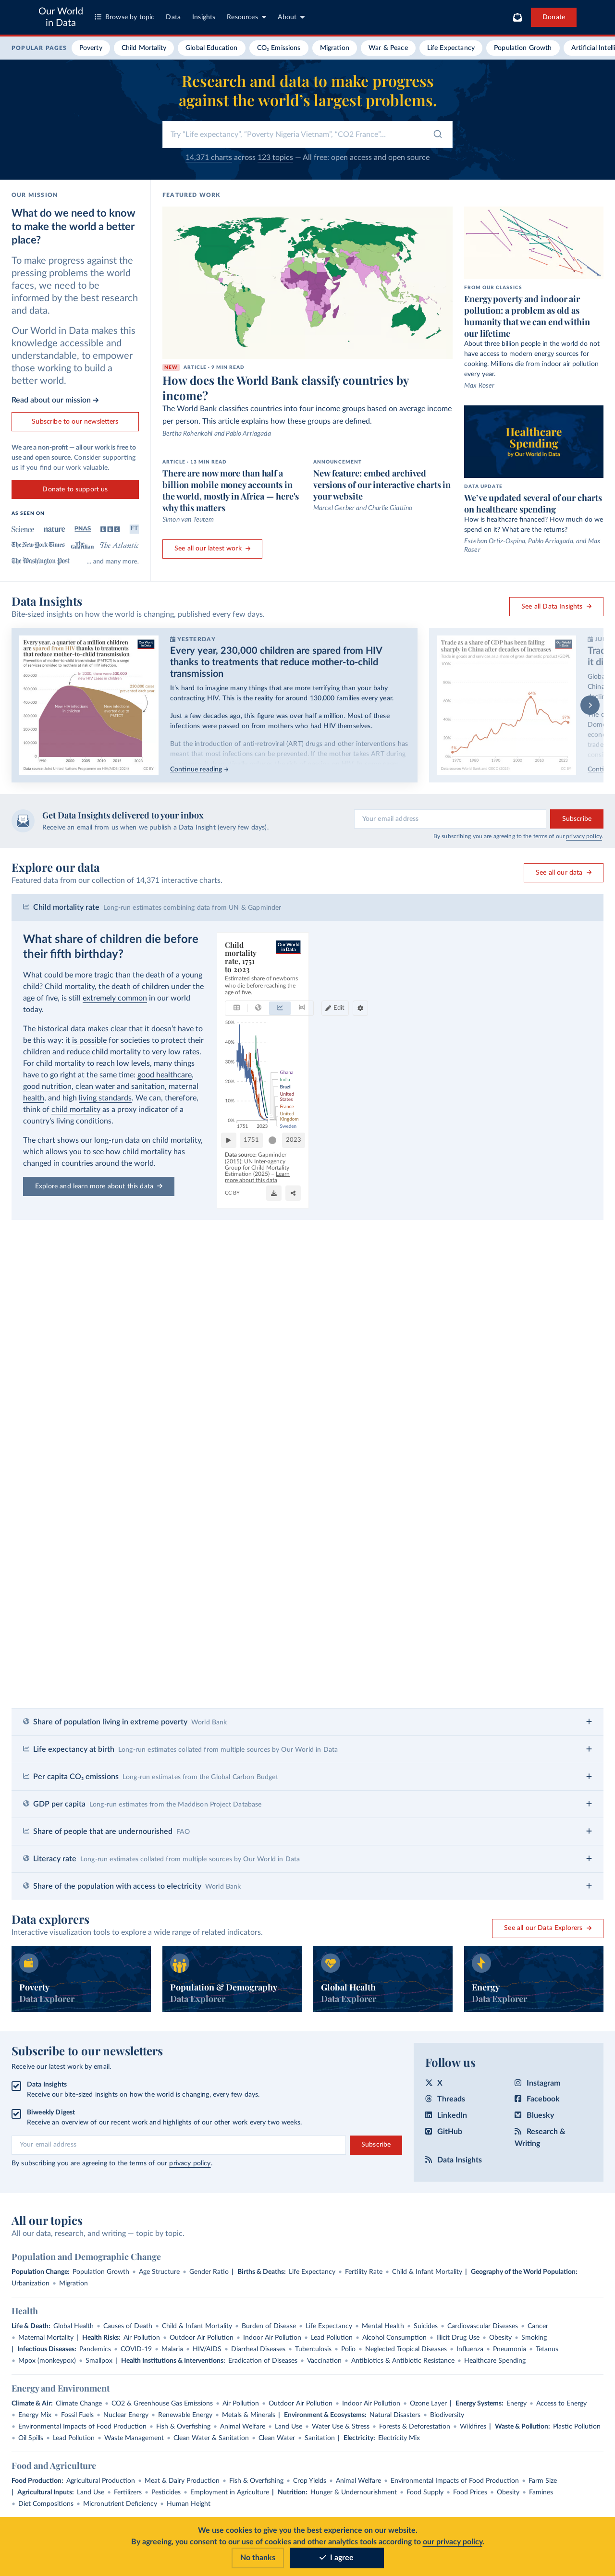 Our World
in Data
Browse by topic
Data
Insights
Resources
About
Donate
POPULAR PAGES
Poverty
Child Mortality
Global Education
CO₂ Emissions
Migration
War & Peace
Life Expectancy
Population Growth
Artificial Intelli
Research and data to make progress
against the world's largest problems.
Try "Life expectancy", "Poverty Nigeria Vietnam", "CO2 France"...
14,371 charts across 123 topics — All free: open access and open source
OUR MISSION
What do we need to know
to make the world a better
place?
To make progress against the
pressing problems the world
faces, we need to be
informed by the best research
and data.
Our World in Data makes this
knowledge accessible and
understandable, to empower
those working to build a
better world.
Read about our mission →
Subscribe to our newsletters
We are a non-profit — all our work is free to
use and open source. Consider supporting
us if you find our work valuable.
Donate to support us
AS SEEN ON
Science
nature
PNAS
BBC
FT
The New York Times
The Guardian
The Atlantic
The Washington Post
... and many more.
FEATURED WORK
NEW ARTICLE · 9 MIN READ
How does the World Bank classify countries by
income?
The World Bank classifies countries into four income groups based on average income
per person. This article explains how these groups are defined.
Bertha Rohenkohl and Pablo Arriagada
ARTICLE · 13 MIN READ
There are now more than half a
billion mobile money accounts in
the world, mostly in Africa — here's
why this matters
Simon van Teutem
ANNOUNCEMENT
New feature: embed archived
versions of our interactive charts in
your website
Marcel Gerber and Charlie Giattino
See all our latest work →
FROM OUR CLASSICS
Energy poverty and indoor air
pollution: a problem as old as
humanity that we can end within
our lifetime
About three billion people in the world do not
have access to modern energy sources for
cooking. Millions die from indoor air pollution
every year.
Max Roser
Healthcare
Spending
by Our World in Data
DATA UPDATE
We've updated several of our charts
on healthcare spending
How is healthcare financed? How much do we
spend on it? What are the returns?
Esteban Ortiz-Ospina, Pablo Arriagada, and Max
Roser
Data Insights
Bite-sized insights on how the world is changing, published every few days.
See all Data Insights →
Every year, a quarter of a million children
are spared from HIV thanks to treatments
that reduce mother-to-child transmission
YESTERDAY
Every year, 230,000 children are spared from HIV
thanks to treatments that reduce mother-to-child
transmission
It's hard to imagine many things that are more terrifying than your baby
contracting HIV. This is the reality for around 130,000 families every year.
Just a few decades ago, this figure was over half a million. Most of these
infections were passed on from mothers who had HIV themselves.
But the introduction of anti-retroviral (ART) drugs and other interventions has
meant that many infections can be prevented. If the mother takes ART during
Continue reading →
Trade as a share of GDP has been falling
sharply in China after decades of increases
Get Data Insights delivered to your inbox
Receive an email from us when we publish a Data Insight (every few days).
Your email address
Subscribe
By subscribing you are agreeing to the terms of our privacy policy.
Explore our data
Featured data from our collection of 14,371 interactive charts.
See all our data →
Child mortality rate Long-run estimates combining data from UN & Gapminder
What share of children die before
their fifth birthday?
What could be more tragic than the death of a young
child? Child mortality, the death of children under the
age of five, is still extremely common in our world
today.
The historical data makes clear that it doesn't have to
be this way: it is possible for societies to protect their
children and reduce child mortality to very low rates.
For child mortality to reach low levels, many things
have to go right at the same time: good healthcare,
good nutrition, clean water and sanitation, maternal
health, and high living standards. We can, therefore,
think of child mortality as a proxy indicator of a
country's living conditions.
The chart shows our long-run data on child mortality,
which allows you to see how child mortality has
changed in countries around the world.
Explore and learn more about this data →
Child
mortality
rate, 1751
to 2023
Our World
in Data
Estimated share of newborns
who die before reaching the
age of five.
Edit
50%
40%
30%
20%
10%
0%
1751
2023
Ghana
India
Brazil
United
States
France
United
Kingdom
Sweden
1751
2023
Data source: Gapminder
(2015); UN Inter-agency
Group for Child Mortality
Estimation (2025) – Learn
more about this data
CC BY
Share of population living in extreme poverty World Bank
Life expectancy at birth Long-run estimates collated from multiple sources by Our World in Data
Per capita CO₂ emissions Long-run estimates from the Global Carbon Budget
GDP per capita Long-run estimates from the Maddison Project Database
Share of people that are undernourished FAO
Literacy rate Long-run estimates collated from multiple sources by Our World in Data
Share of the population with access to electricity World Bank
Data explorers
Interactive visualization tools to explore a wide range of related indicators.
See all our Data Explorers →
Poverty
Data Explorer
Population & Demography
Data Explorer
Global Health
Data Explorer
Energy
Data Explorer
Subscribe to our newsletters
Receive our latest work by email.
Data Insights
Receive our bite-sized insights on how the world is changing, every few days.
Biweekly Digest
Receive an overview of our recent work and highlights of our other work every two weeks.
Your email address
Subscribe
By subscribing you are agreeing to the terms of our privacy policy.
Follow us
X
Instagram
Threads
Facebook
LinkedIn
Bluesky
GitHub
Research &
Writing
Data Insights
All our topics
All our data, research, and writing — topic by topic.
Population and Demographic Change
Population Change: Population Growth • Age Structure • Gender Ratio | Births & Deaths: Life Expectancy • Fertility Rate • Child & Infant Mortality | Geography of the World Population:
Urbanization • Migration
Health
Life & Death: Global Health • Causes of Death • Child & Infant Mortality • Burden of Disease • Life Expectancy • Mental Health • Suicides • Cardiovascular Diseases • Cancer
• Maternal Mortality | Health Risks: Air Pollution • Outdoor Air Pollution • Indoor Air Pollution • Lead Pollution • Alcohol Consumption • Illicit Drug Use • Obesity • Smoking
| Infectious Diseases: Pandemics • COVID-19 • Malaria • HIV/AIDS • Diarrheal Diseases • Tuberculosis • Polio • Neglected Tropical Diseases • Influenza • Pneumonia • Tetanus
• Mpox (monkeypox) • Smallpox | Health Institutions & Interventions: Eradication of Diseases • Vaccination • Antibiotics & Antibiotic Resistance • Healthcare Spending
Energy and Environment
Climate & Air: Climate Change • CO2 & Greenhouse Gas Emissions • Air Pollution • Outdoor Air Pollution • Indoor Air Pollution • Ozone Layer | Energy Systems: Energy • Access to Energy
• Energy Mix • Fossil Fuels • Nuclear Energy • Renewable Energy • Metals & Minerals | Environment & Ecosystems: Natural Disasters • Biodiversity
• Environmental Impacts of Food Production • Fish & Overfishing • Animal Welfare • Land Use • Water Use & Stress • Forests & Deforestation • Wildfires | Waste & Pollution: Plastic Pollution
• Oil Spills • Lead Pollution • Waste Management • Clean Water & Sanitation • Clean Water • Sanitation | Electricity: Electricity Mix
Food and Agriculture
Food Production: Agricultural Production • Meat & Dairy Production • Fish & Overfishing • Crop Yields • Animal Welfare • Environmental Impacts of Food Production • Farm Size
| Agricultural Inputs: Land Use • Fertilizers • Pesticides • Employment in Agriculture | Nutrition: Hunger & Undernourishment • Food Supply • Food Prices • Obesity • Famines
• Diet Compositions • Micronutrient Deficiency • Human Height
We use cookies to give you the best experience on our website.
By agreeing, you consent to our use of cookies and other analytics tools according to our privacy policy.
No thanks
I agree